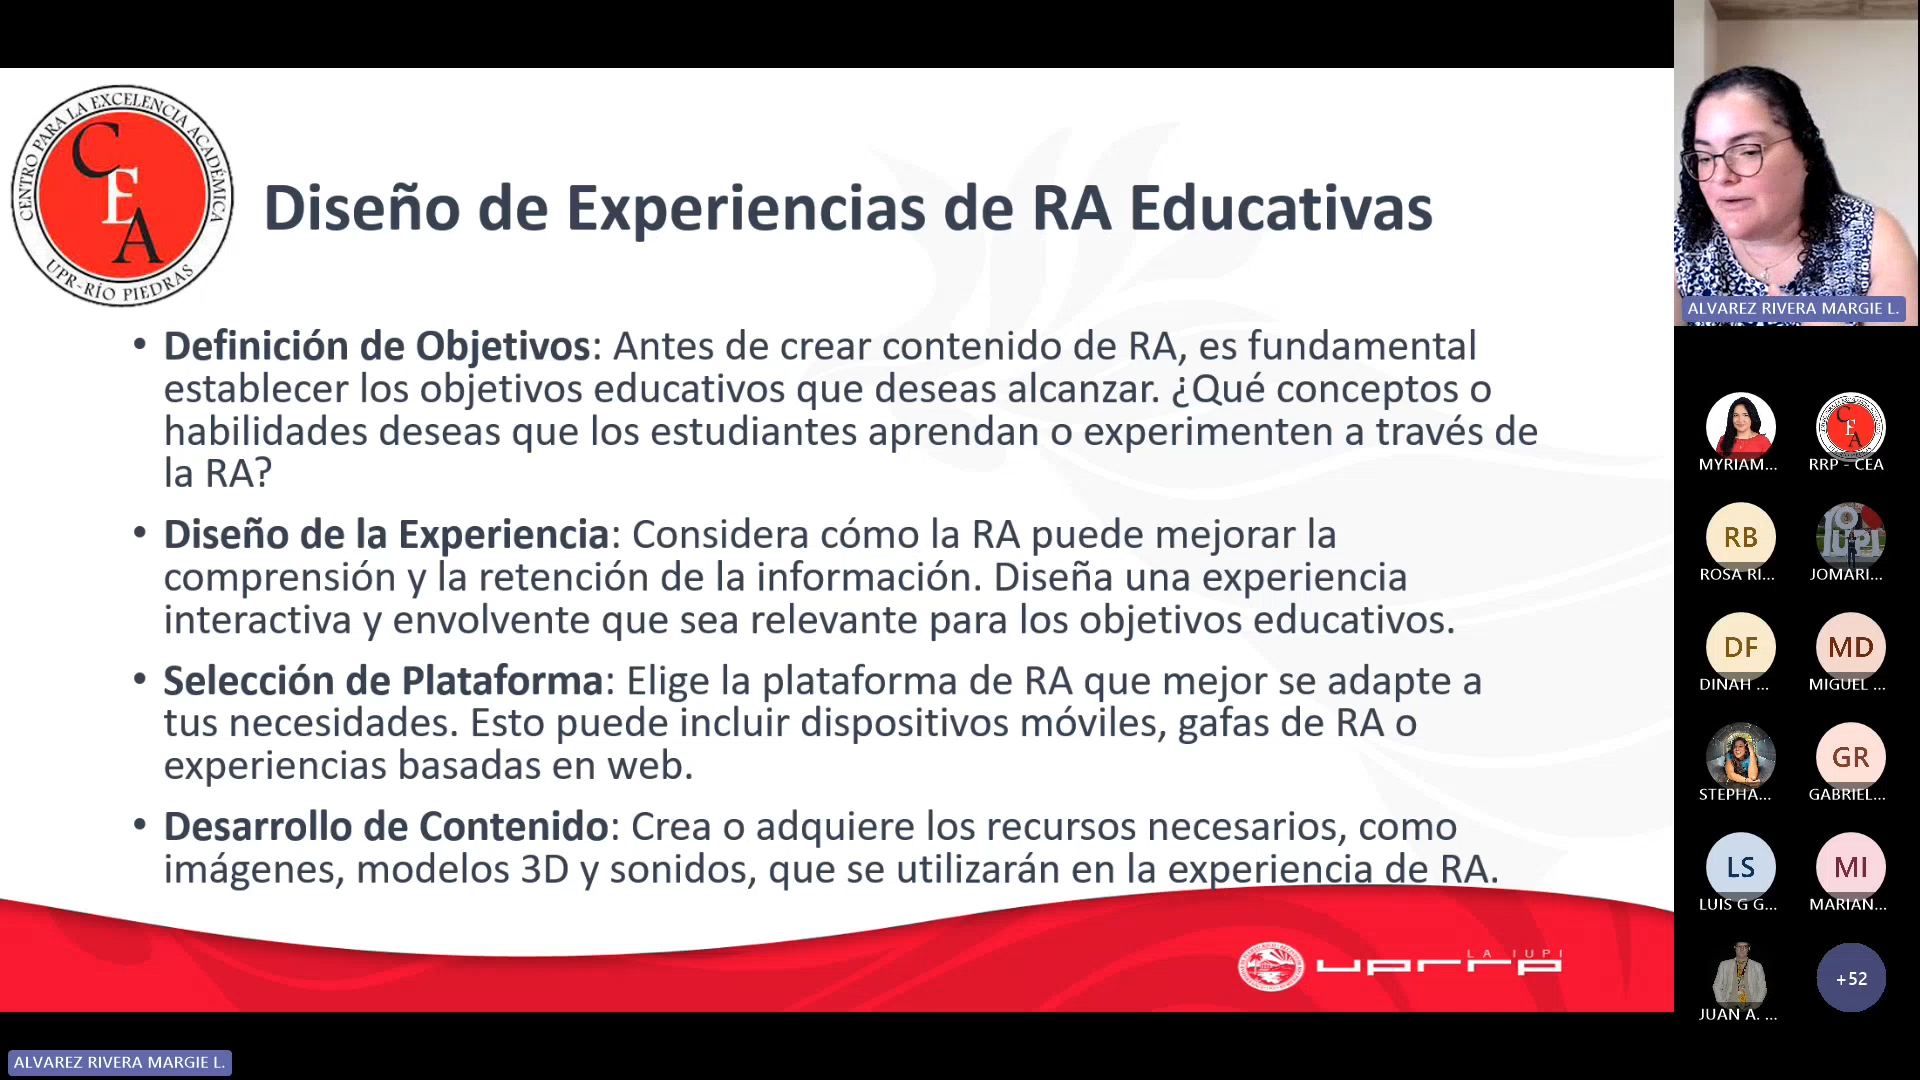 CENTRO PARA LA EXCELENCIA ACADÉMICA
CEA
UPR-RÍO PIEDRAS
Diseño de Experiencias de RA Educativas
• Definición de Objetivos: Antes de crear contenido de RA, es fundamental
establecer los objetivos educativos que deseas alcanzar. ¿Qué conceptos o
habilidades deseas que los estudiantes aprendan o experimenten a través de
la RA?
• Diseño de la Experiencia: Considera cómo la RA puede mejorar la
comprensión y la retención de la información. Diseña una experiencia
interactiva y envolvente que sea relevante para los objetivos educativos.
• Selección de Plataforma: Elige la plataforma de RA que mejor se adapte a
tus necesidades. Esto puede incluir dispositivos móviles, gafas de RA o
experiencias basadas en web.
• Desarrollo de Contenido: Crea o adquiere los recursos necesarios, como
imágenes, modelos 3D y sonidos, que se utilizarán en la experiencia de RA.
LA IUPI
uprrp
ALVAREZ RIVERA MARGIE L.
ALVAREZ RIVERA MARGIE L.
MYRIAM...
CEA
RRP - CEA
RB
ROSA RI...
IUPI
JOMARI...
DF
DINAH ...
MD
MIGUEL ...
STEPHA...
GR
GABRIEL...
LS
LUIS G G...
MI
MARIAN...
JUAN A. ...
+52